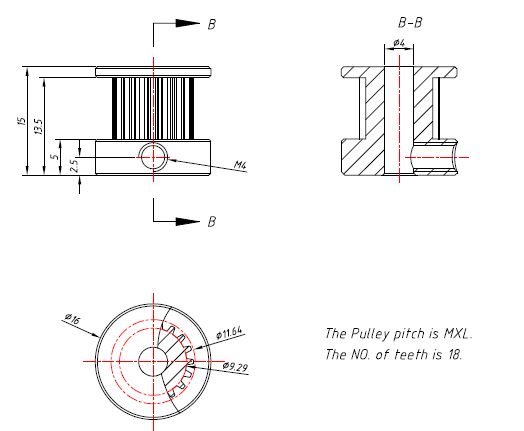 B
B-B
ø4
15
13.5
5
2.5
M4
B
ø16
ø11.64
ø9.29
The Pulley pitch is MXL.
The NO. of teeth is 18.